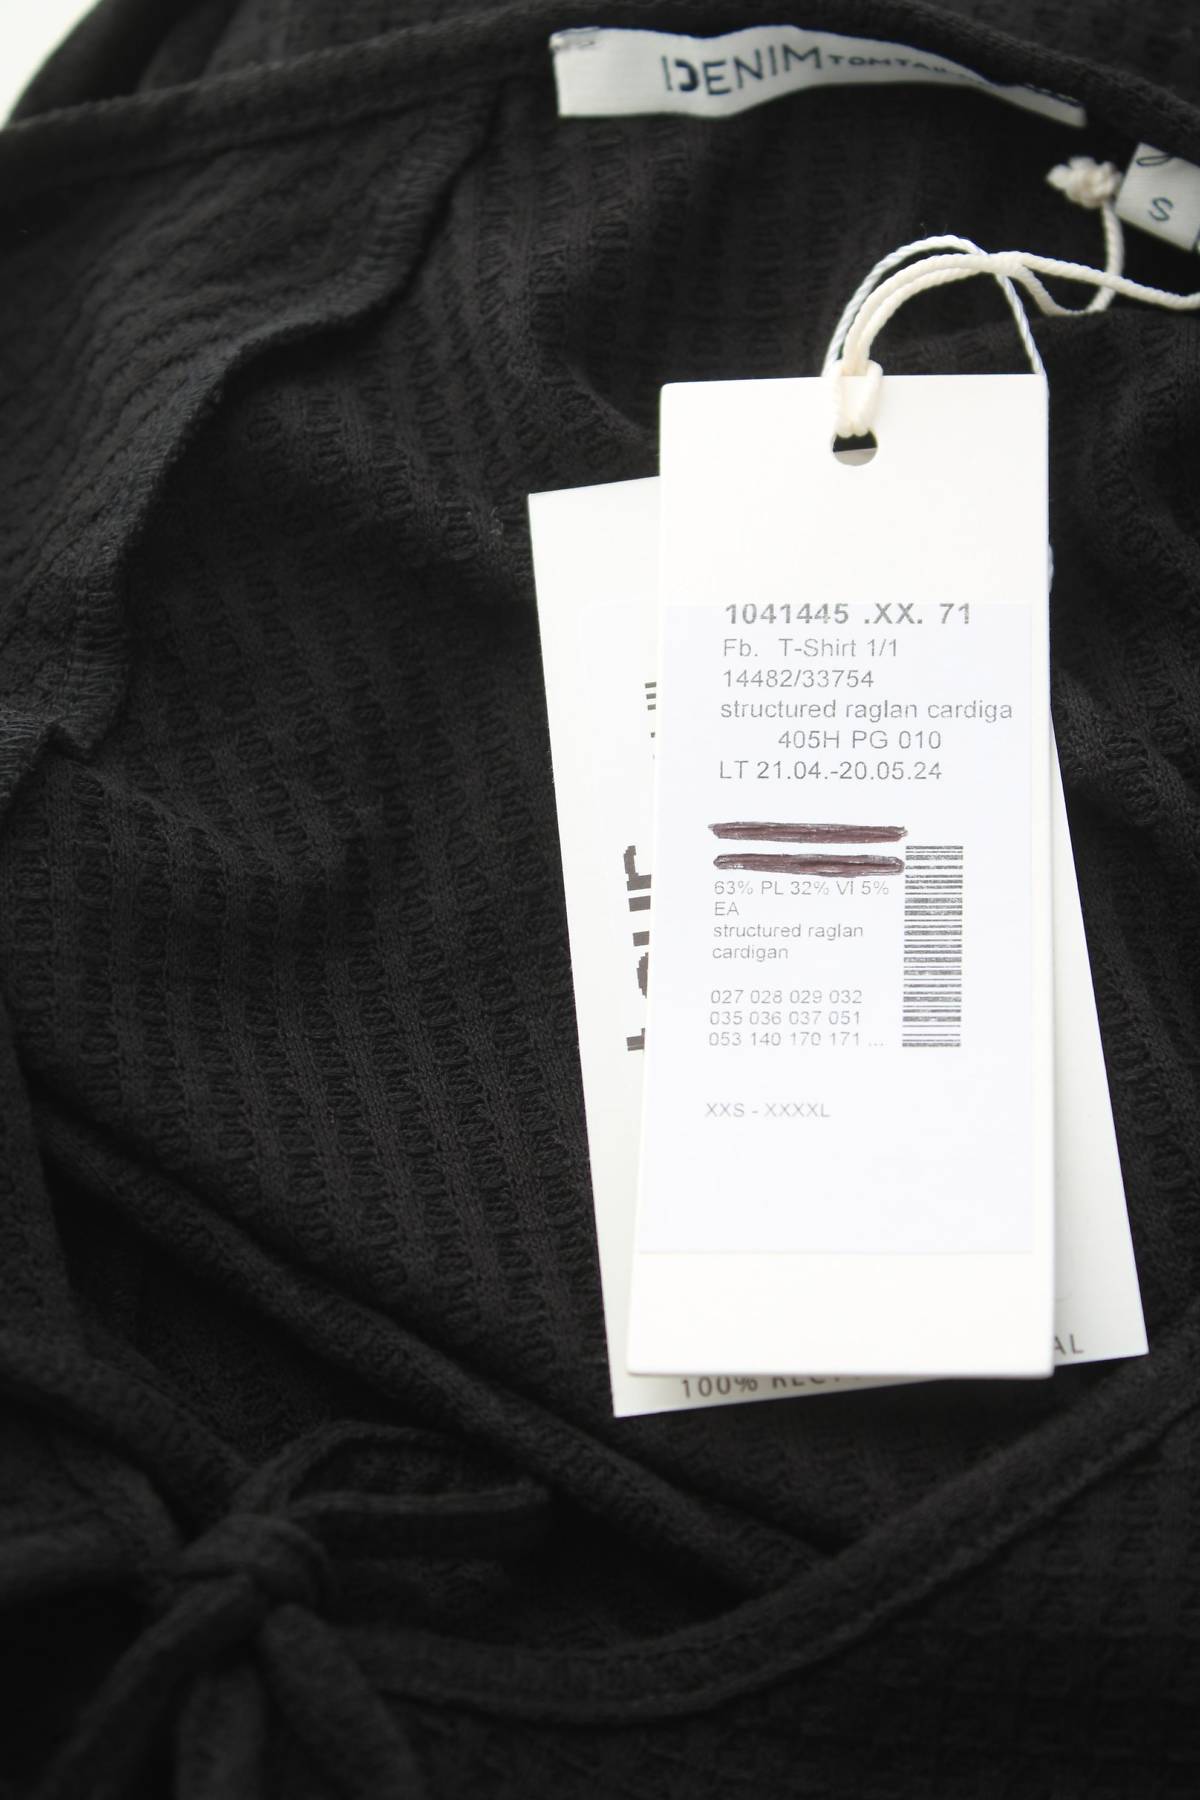 DENIM TOM TAILOR
S
1041445 .XX. 71
Fb. T-Shirt 1/1
14482/33754
structured raglan cardiga
405H PG 010
LT 21.04.-20.05.24
63% PL 32% VI 5%
EA
structured raglan
cardigan
027 028 029 032
035 036 037 051
053 140 170 171 ...
XXS - XXXXL
100%